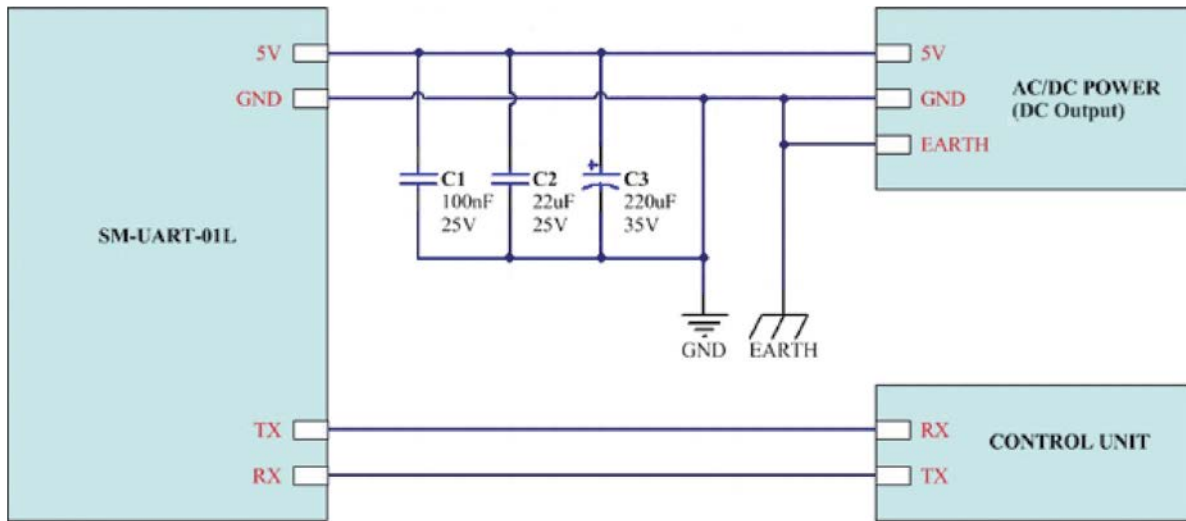 5V
GND
SM-UART-01L
TX
RX
C1
100nF
25V
C2
22uF
25V
+
C3
220uF
35V
GND
EARTH
5V
GND
EARTH
AC/DC POWER
(DC Output)
RX
TX
CONTROL UNIT